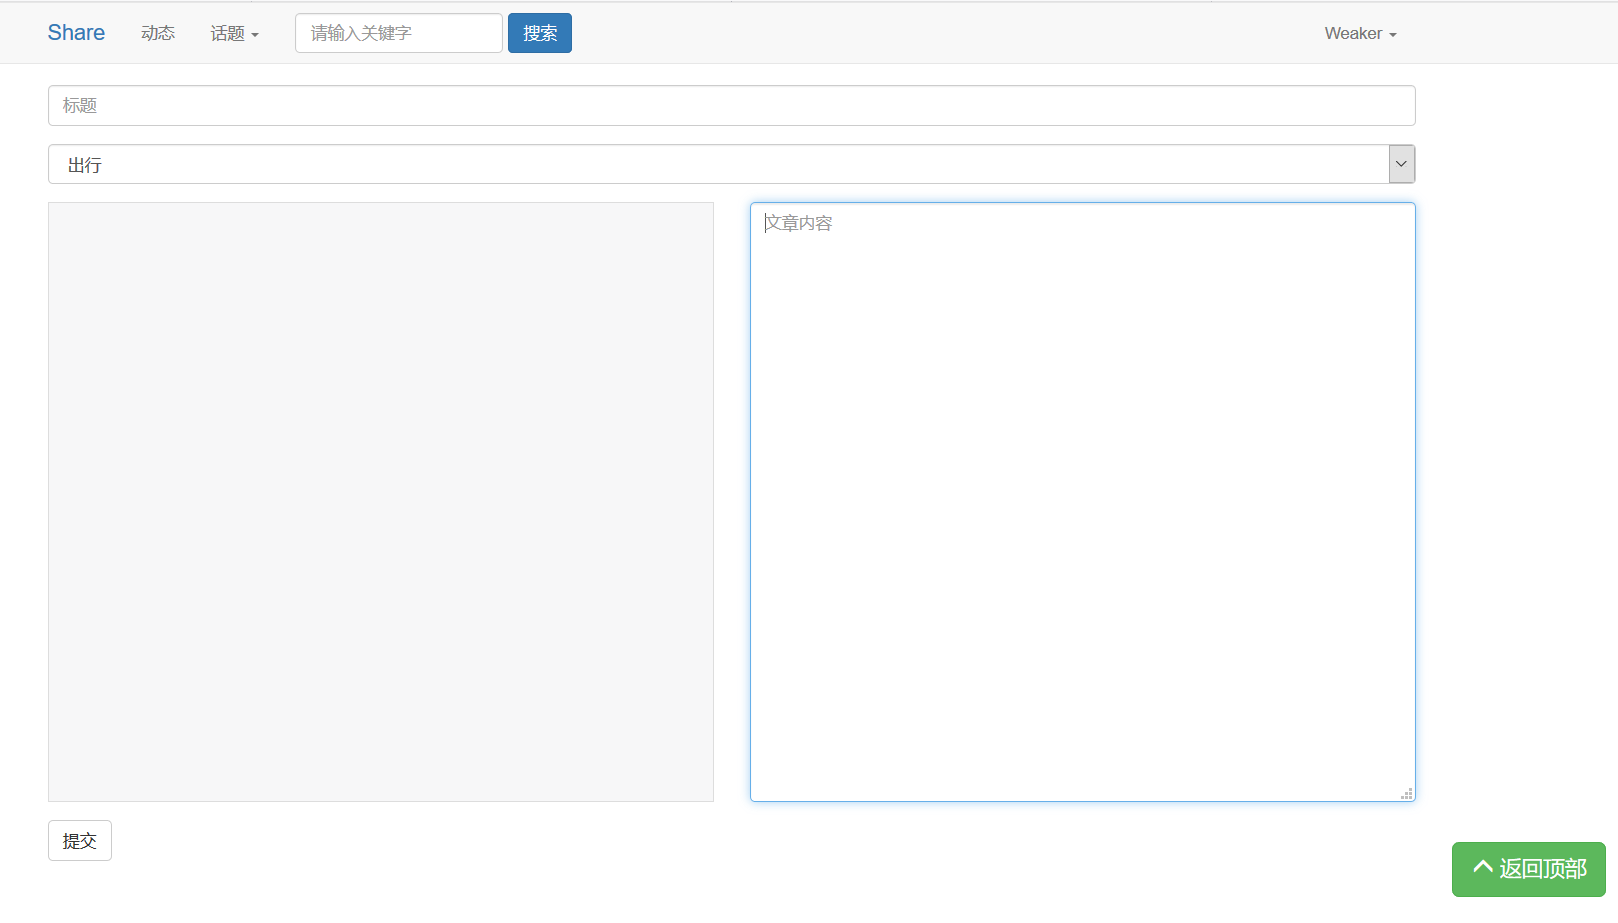 Share 动态 话题 请输入关键字 搜索 Weaker
标题
出行
文章内容
提交
返回顶部